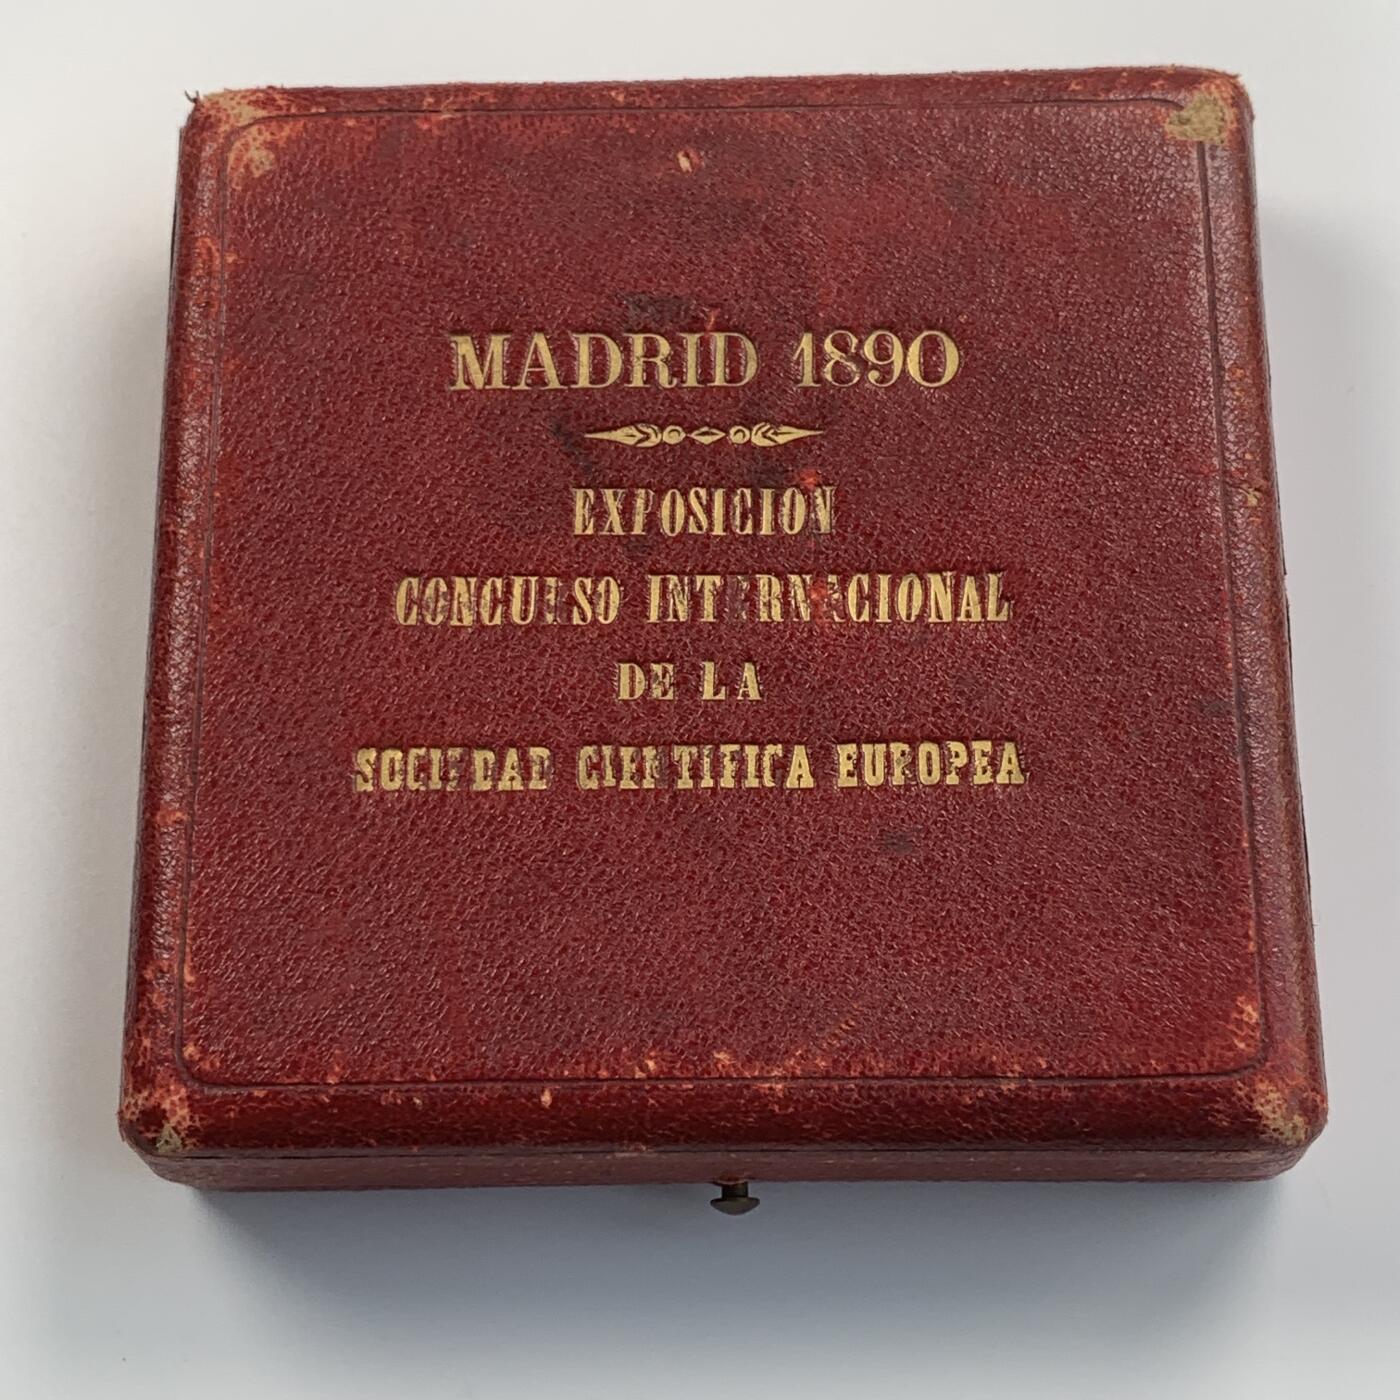 MADRID 1890
EXPOSICION
CONCURSO INTERNACIONAL
DE LA
SOCIEDAD CIENTIFICA EUROPEA